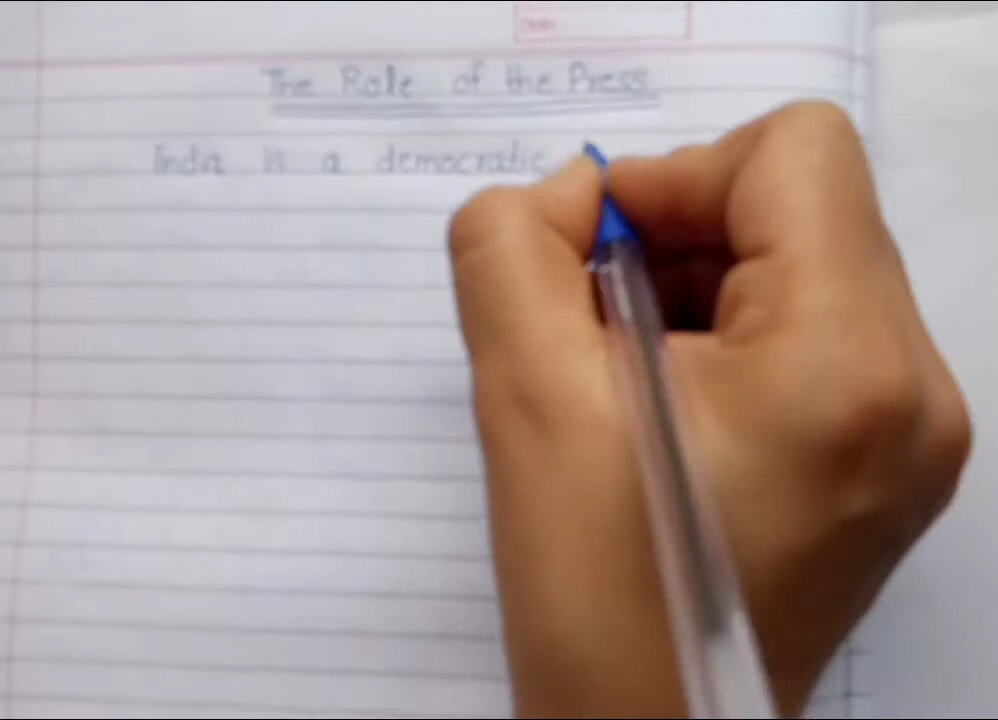 The Role of the Press.
India is a democratic